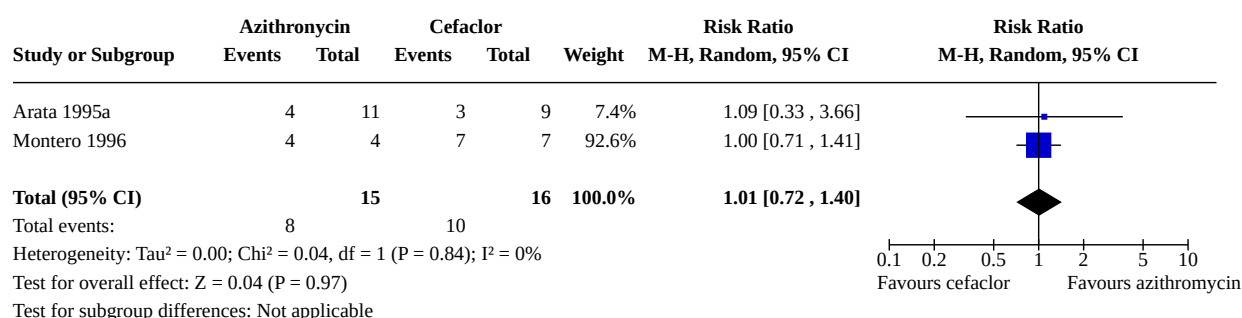 Azithronycin Cefaclor Risk Ratio Risk Ratio
Study or Subgroup Events Total Events Total Weight M-H, Random, 95% CI M-H, Random, 95% CI
Arata 1995a 4 11 3 9 7.4% 1.09 [0.33 , 3.66]
Montero 1996 4 4 7 7 92.6% 1.00 [0.71 , 1.41]
Total (95% CI) 15 16 100.0% 1.01 [0.72 , 1.40]
Total events: 8 10
Heterogeneity: Tau² = 0.00; Chi² = 0.04, df = 1 (P = 0.84); I² = 0%
0.1 0.2 0.5 1 2 5 10
Test for overall effect: Z = 0.04 (P = 0.97)
Favours cefaclor Favours azithromycin
Test for subgroup differences: Not applicable